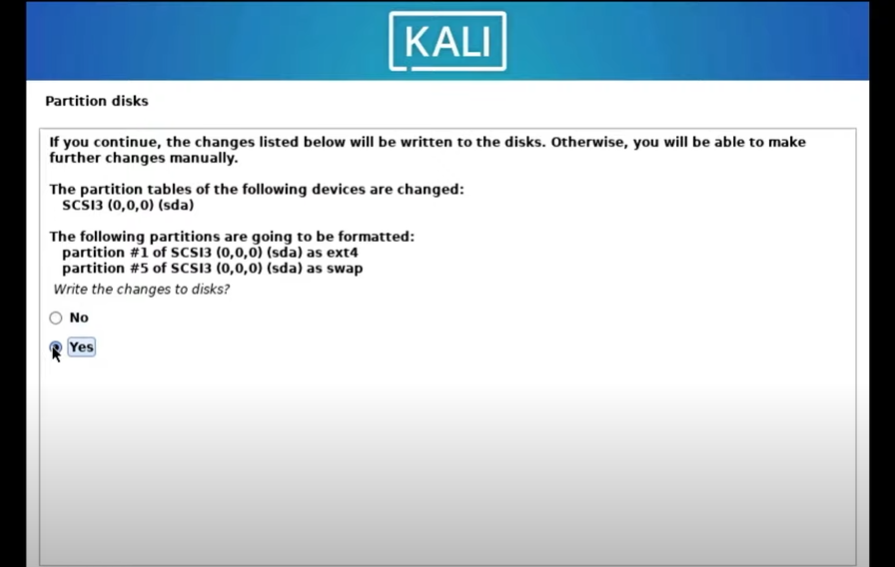 KALI
Partition disks
If you continue, the changes listed below will be written to the disks. Otherwise, you will be able to make
further changes manually.
The partition tables of the following devices are changed:
SCSI3 (0,0,0) (sda)
The following partitions are going to be formatted:
partition #1 of SCSI3 (0,0,0) (sda) as ext4
partition #5 of SCSI3 (0,0,0) (sda) as swap
Write the changes to disks?
No
Yes